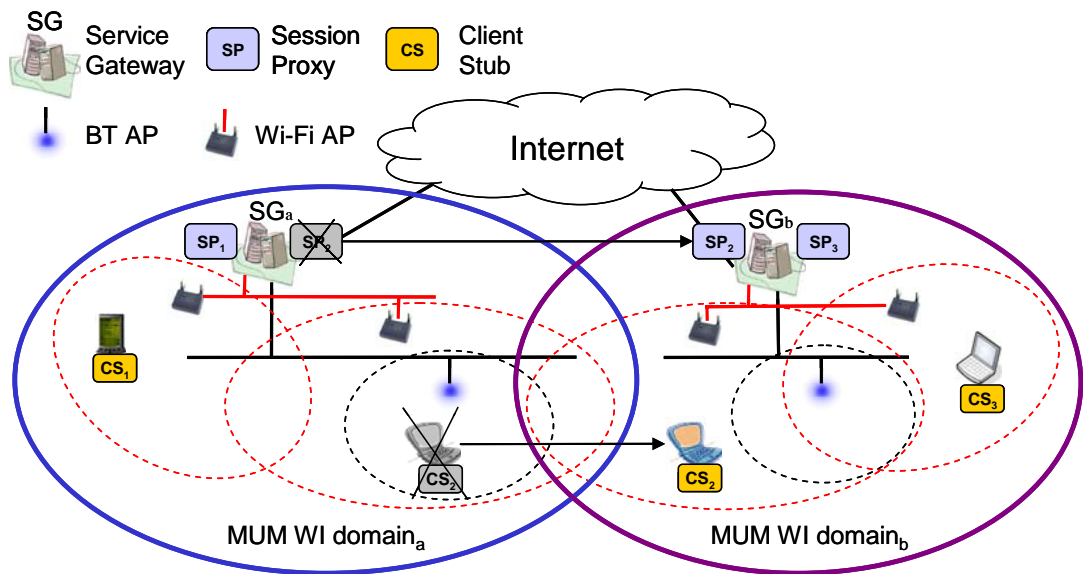 SG
Service
Gateway
SP
Session
Proxy
CS
Client
Stub
BT AP
Wi-Fi AP
Internet
SGa
SGb
SP1
SP2
SP2
SP3
CS1
CS3
CS2
CS2
MUM WI domaina
MUM WI domainb